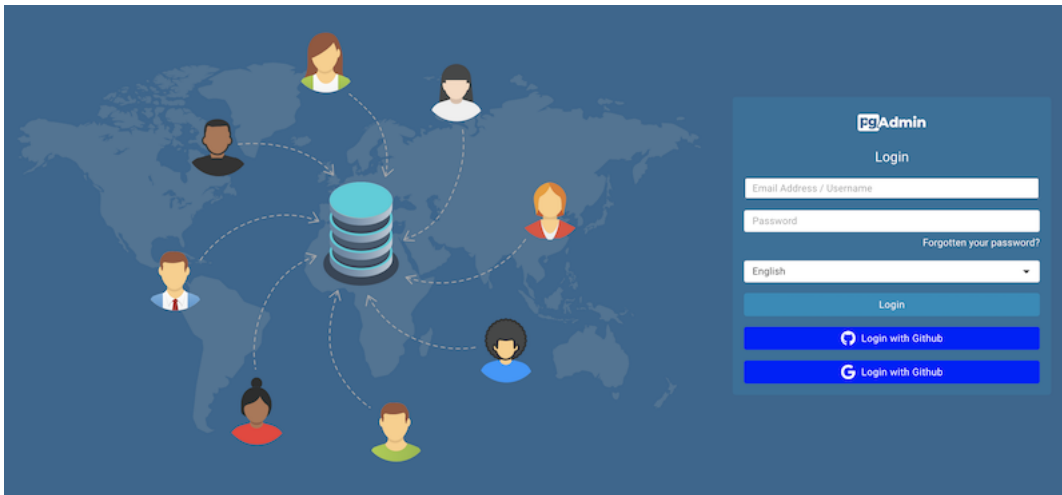 pgAdmin
Login
Email Address / Username
Password
Forgotten your password?
English
Login
Login with Github
Login with Github